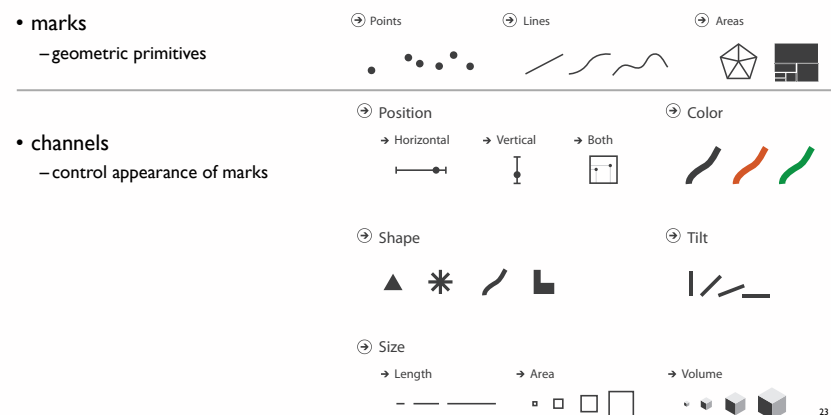 • marks
– geometric primitives
Points
Lines
Areas
• channels
– control appearance of marks
Position
→ Horizontal
→ Vertical
→ Both
Color
Shape
Tilt
Size
→ Length
→ Area
→ Volume
23